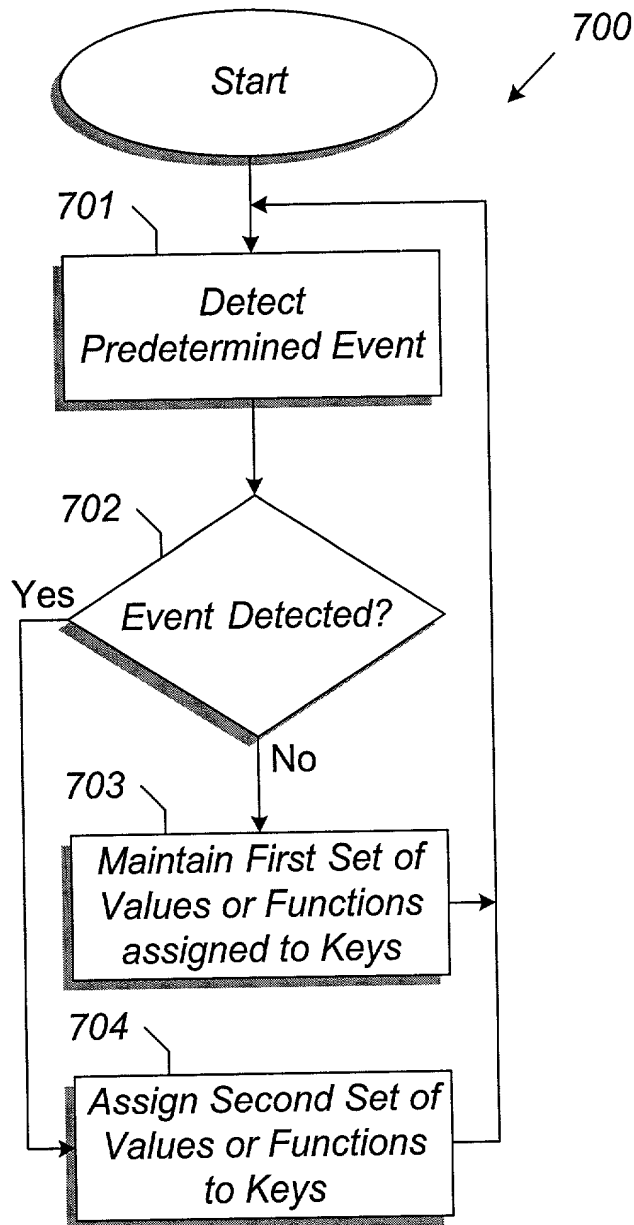 700
Start
701
Detect
Predetermined Event
702
Yes
Event Detected?
No
703
Maintain First Set of
Values or Functions
assigned to Keys
704
Assign Second Set of
Values or Functions
to Keys